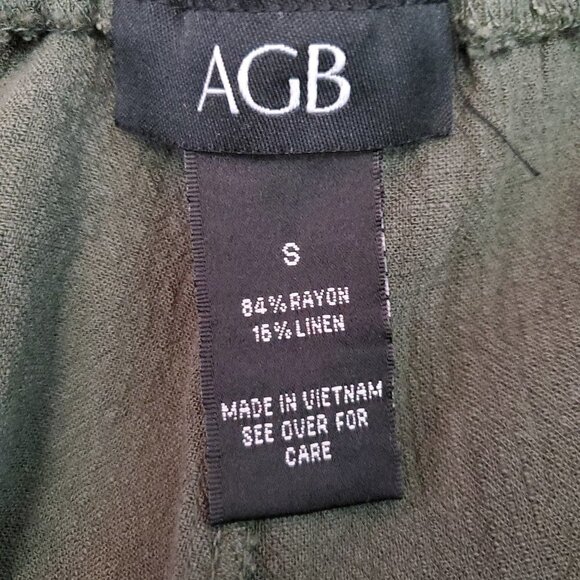 AGB
S
84% RAYON
16% LINEN
MADE IN VIETNAM
SEE OVER FOR
CARE